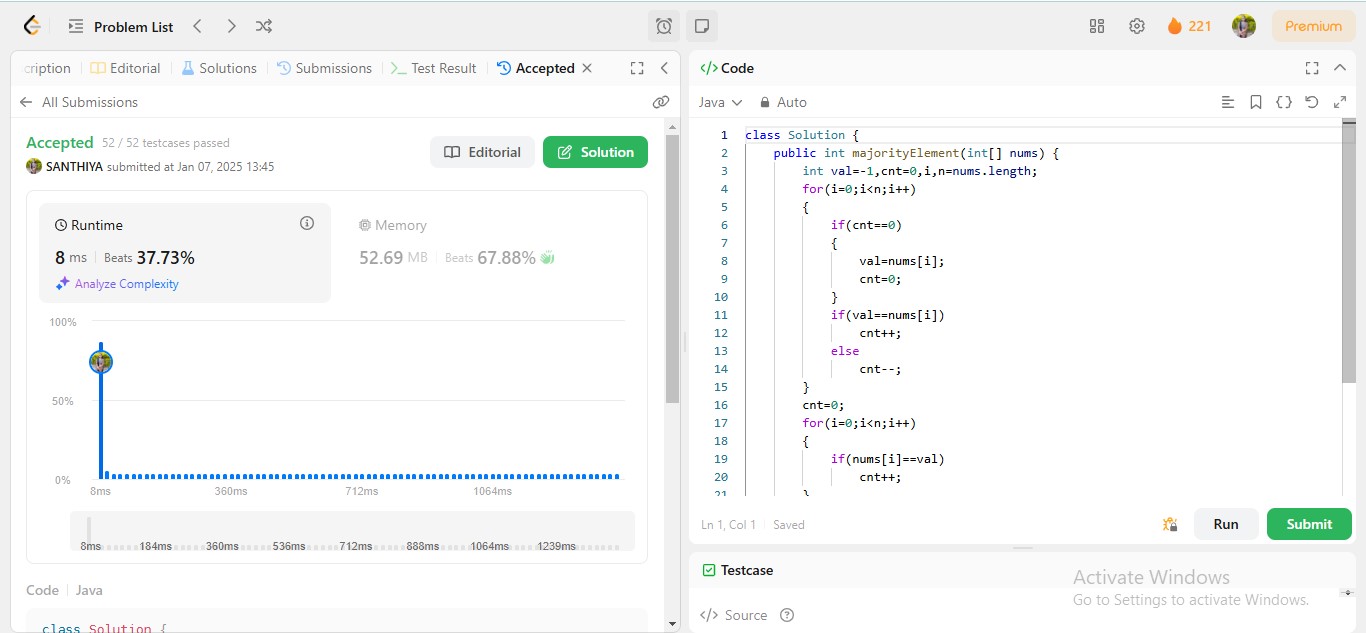 Problem List
221
Premium
cription
Editorial
Solutions
Submissions
Test Result
Accepted
All Submissions
Accepted 52 / 52 testcases passed
SANTHIYA submitted at Jan 07, 2025 13:45
Editorial
Solution
Runtime
8 ms Beats 37.73%
Analyze Complexity
Memory
52.69 MB Beats 67.88%
100%
50%
0%
8ms 360ms 712ms 1064ms
8ms 184ms 360ms 536ms 712ms 888ms 1064ms 1239ms
Code Java
class Solution {
</> Code
Java Auto
1 class Solution {
2 public int majorityElement(int[] nums) {
3 int val=-1,cnt=0,i,n=nums.length;
4 for(i=0;i<n;i++)
5 {
6 if(cnt==0)
7 {
8 val=nums[i];
9 cnt=0;
10 }
11 if(val==nums[i])
12 cnt++;
13 else
14 cnt--;
15 }
16 cnt=0;
17 for(i=0;i<n;i++)
18 {
19 if(nums[i]==val)
20 cnt++;
21 }
Ln 1, Col 1 Saved
Run
Submit
Testcase
</> Source
Activate Windows
Go to Settings to activate Windows.